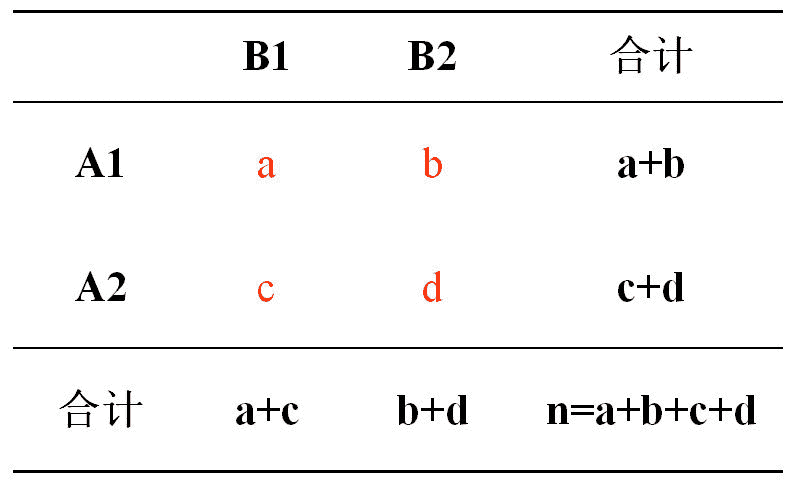 B1 B2 合计
A1 a b a+b
A2 c d c+d
合计 a+c b+d n=a+b+c+d